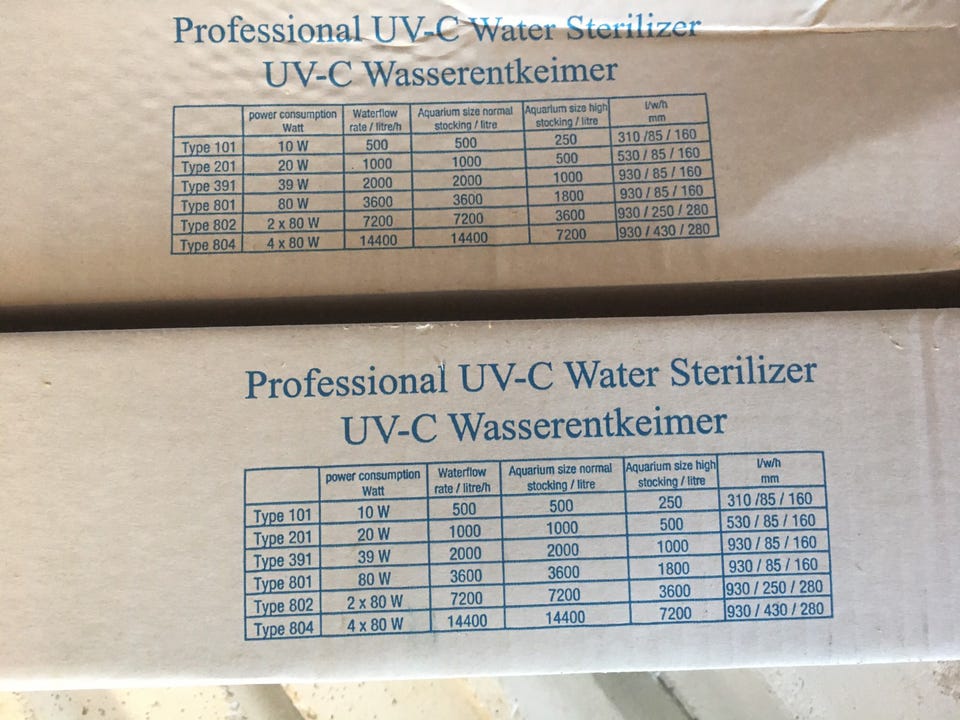 Professional UV-C Water Sterilizer
UV-C Wasserentkeimer
power consumption Watt Waterflow rate / litre/h Aquarium size normal stocking / litre Aquarium size high stocking / litre l/w/h mm
Type 101 10 W 500 500 250 310 /85 / 160
Type 201 20 W 1000 1000 500 530 / 85 / 160
Type 391 39 W 2000 2000 1000 930 / 85 / 160
Type 801 80 W 3600 3600 1800 930 / 85 / 160
Type 802 2 x 80 W 7200 7200 3600 930 / 250 / 280
Type 804 4 x 80 W 14400 14400 7200 930 / 430 / 280
Professional UV-C Water Sterilizer
UV-C Wasserentkeimer
power consumption Watt Waterflow rate / litre/h Aquarium size normal stocking / litre Aquarium size high stocking / litre l/w/h mm
Type 101 10 W 500 500 250 310 /85 / 160
Type 201 20 W 1000 1000 500 530 / 85 / 160
Type 391 39 W 2000 2000 1000 930 / 85 / 160
Type 801 80 W 3600 3600 1800 930 / 85 / 160
Type 802 2 x 80 W 7200 7200 3600 930 / 250 / 280
Type 804 4 x 80 W 14400 14400 7200 930 / 430 / 280